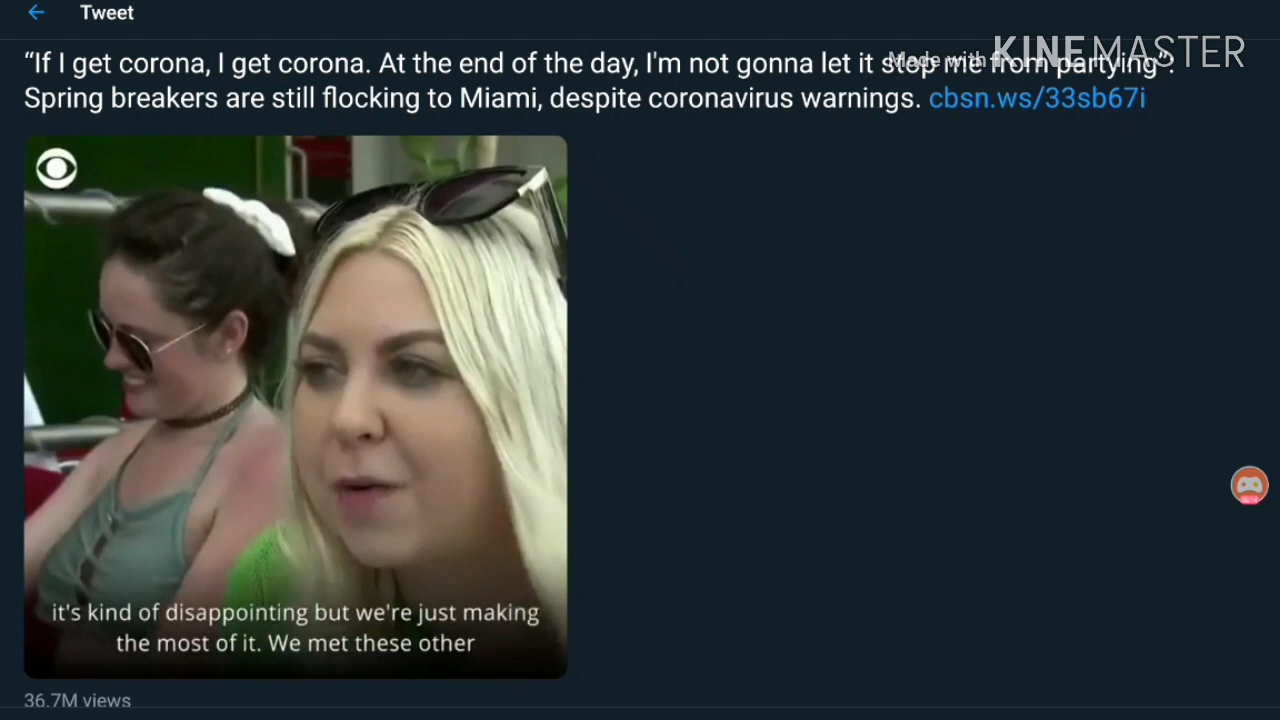 Tweet
Made with KINEMASTER
“If I get corona, I get corona. At the end of the day, I'm not gonna let it stop me from partying”:
Spring breakers are still flocking to Miami, despite coronavirus warnings. cbsn.ws/33sb67i
it's kind of disappointing but we're just making
the most of it. We met these other
36.7M views